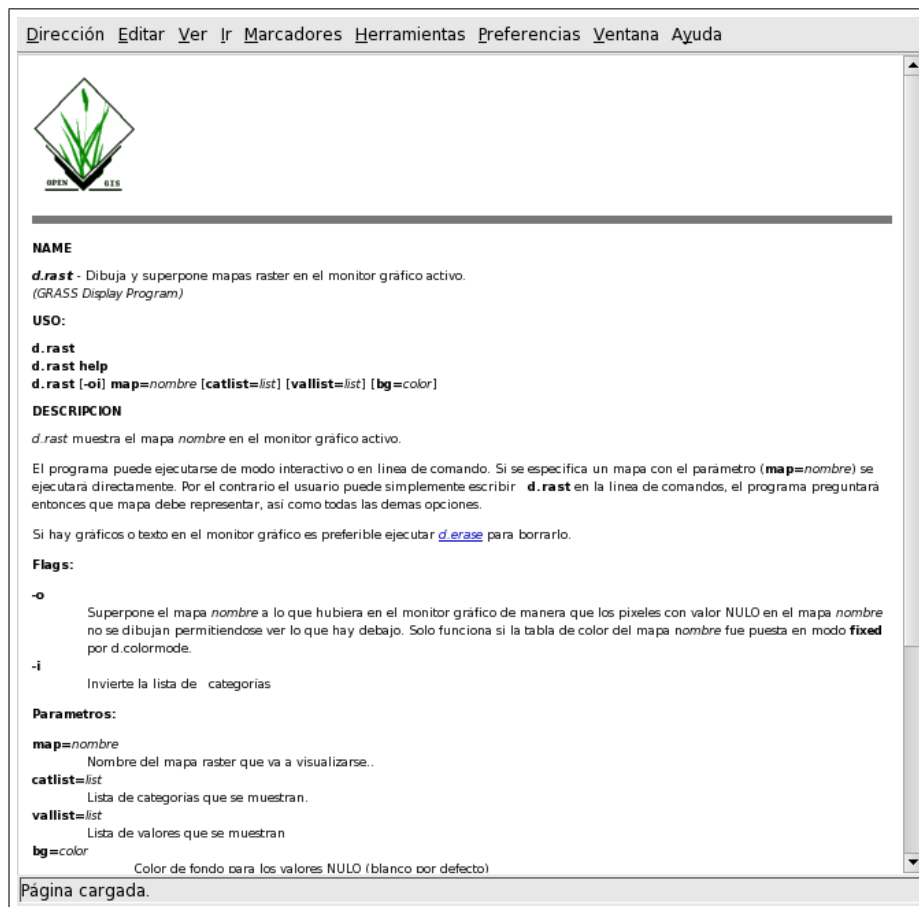 Dirección Editar Ver Ir Marcadores Herramientas Preferencias Ventana Ayuda
OPEN GIS
NAME
d.rast - Dibuja y superpone mapas raster en el monitor gráfico activo.
(GRASS Display Program)
USO:
d.rast
d.rast help
d.rast [-oi] map=nombre [catlist=list] [vallist=list] [bg=color]
DESCRIPCION
d.rast muestra el mapa nombre en el monitor gráfico activo.
El programa puede ejecutarse de modo interactivo o en linea de comando. Si se especifica un mapa con el parámetro (map=nombre) se
ejecutará directamente. Por el contrario el usuario puede simplemente escribir d.rast en la linea de comandos, el programa preguntará
entonces que mapa debe representar, así como todas las demas opciones.
Si hay gráficos o texto en el monitor gráfico es preferible ejecutar d.erase para borrarlo.
Flags:
-o
Superpone el mapa nombre a lo que hubiera en el monitor gráfico de manera que los pixeles con valor NULO en el mapa nombre
no se dibujan permitiendose ver lo que hay debajo. Solo funciona si la tabla de color del mapa nombre fue puesta en modo fixed
por d.colormode.
-i
Invierte la lista de categorías
Parametros:
map=nombre
Nombre del mapa raster que va a visualizarse..
catlist=list
Lista de categorías que se muestran.
vallist=list
Lista de valores que se muestran
bg=color
Color de fondo para los valores NULO (blanco por defecto)
Página cargada.